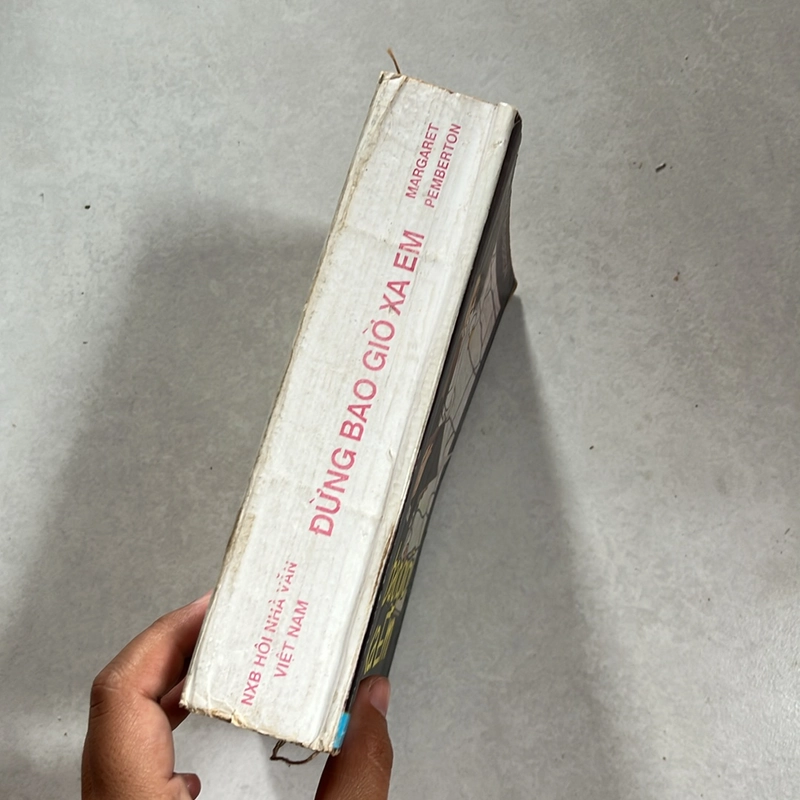 MARGARET
PEMBERTON
ĐỪNG BAO GIỜ XA EM
NXB HỘI NHÀ VĂN
VIỆT NAM